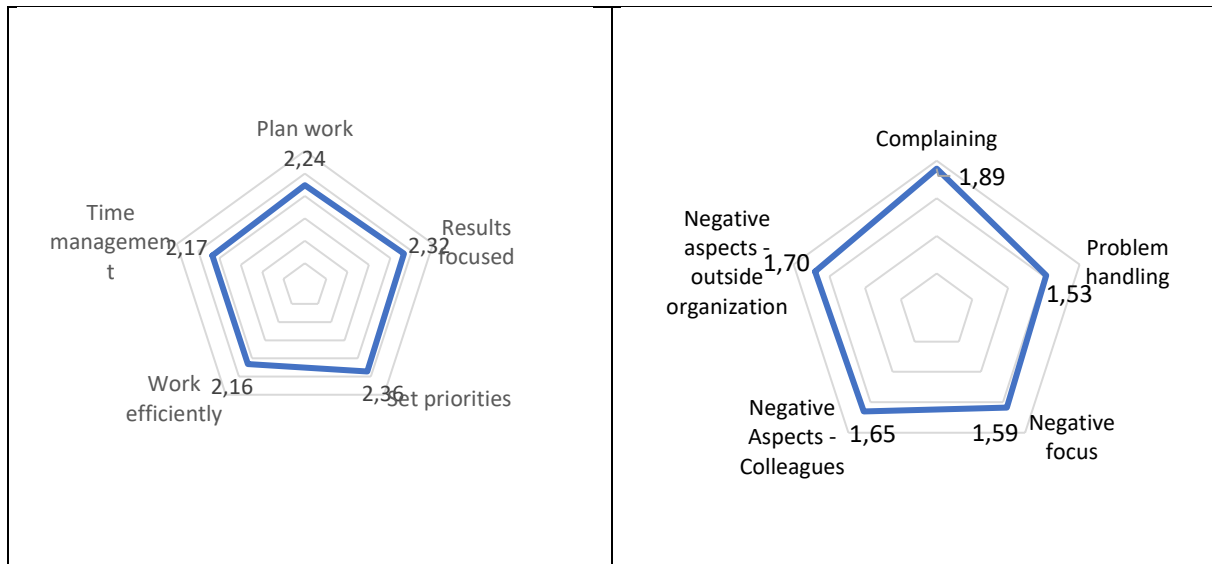 Plan work
2,24
Results
focused
2,32
Set priorities
2,36
Work
efficiently
2,16
Time
managemen
t
2,17
Complaining
1,89
Problem
handling
1,53
Negative
focus
1,59
Negative
Aspects -
Colleagues
1,65
Negative
aspects -
outside
organization
1,70